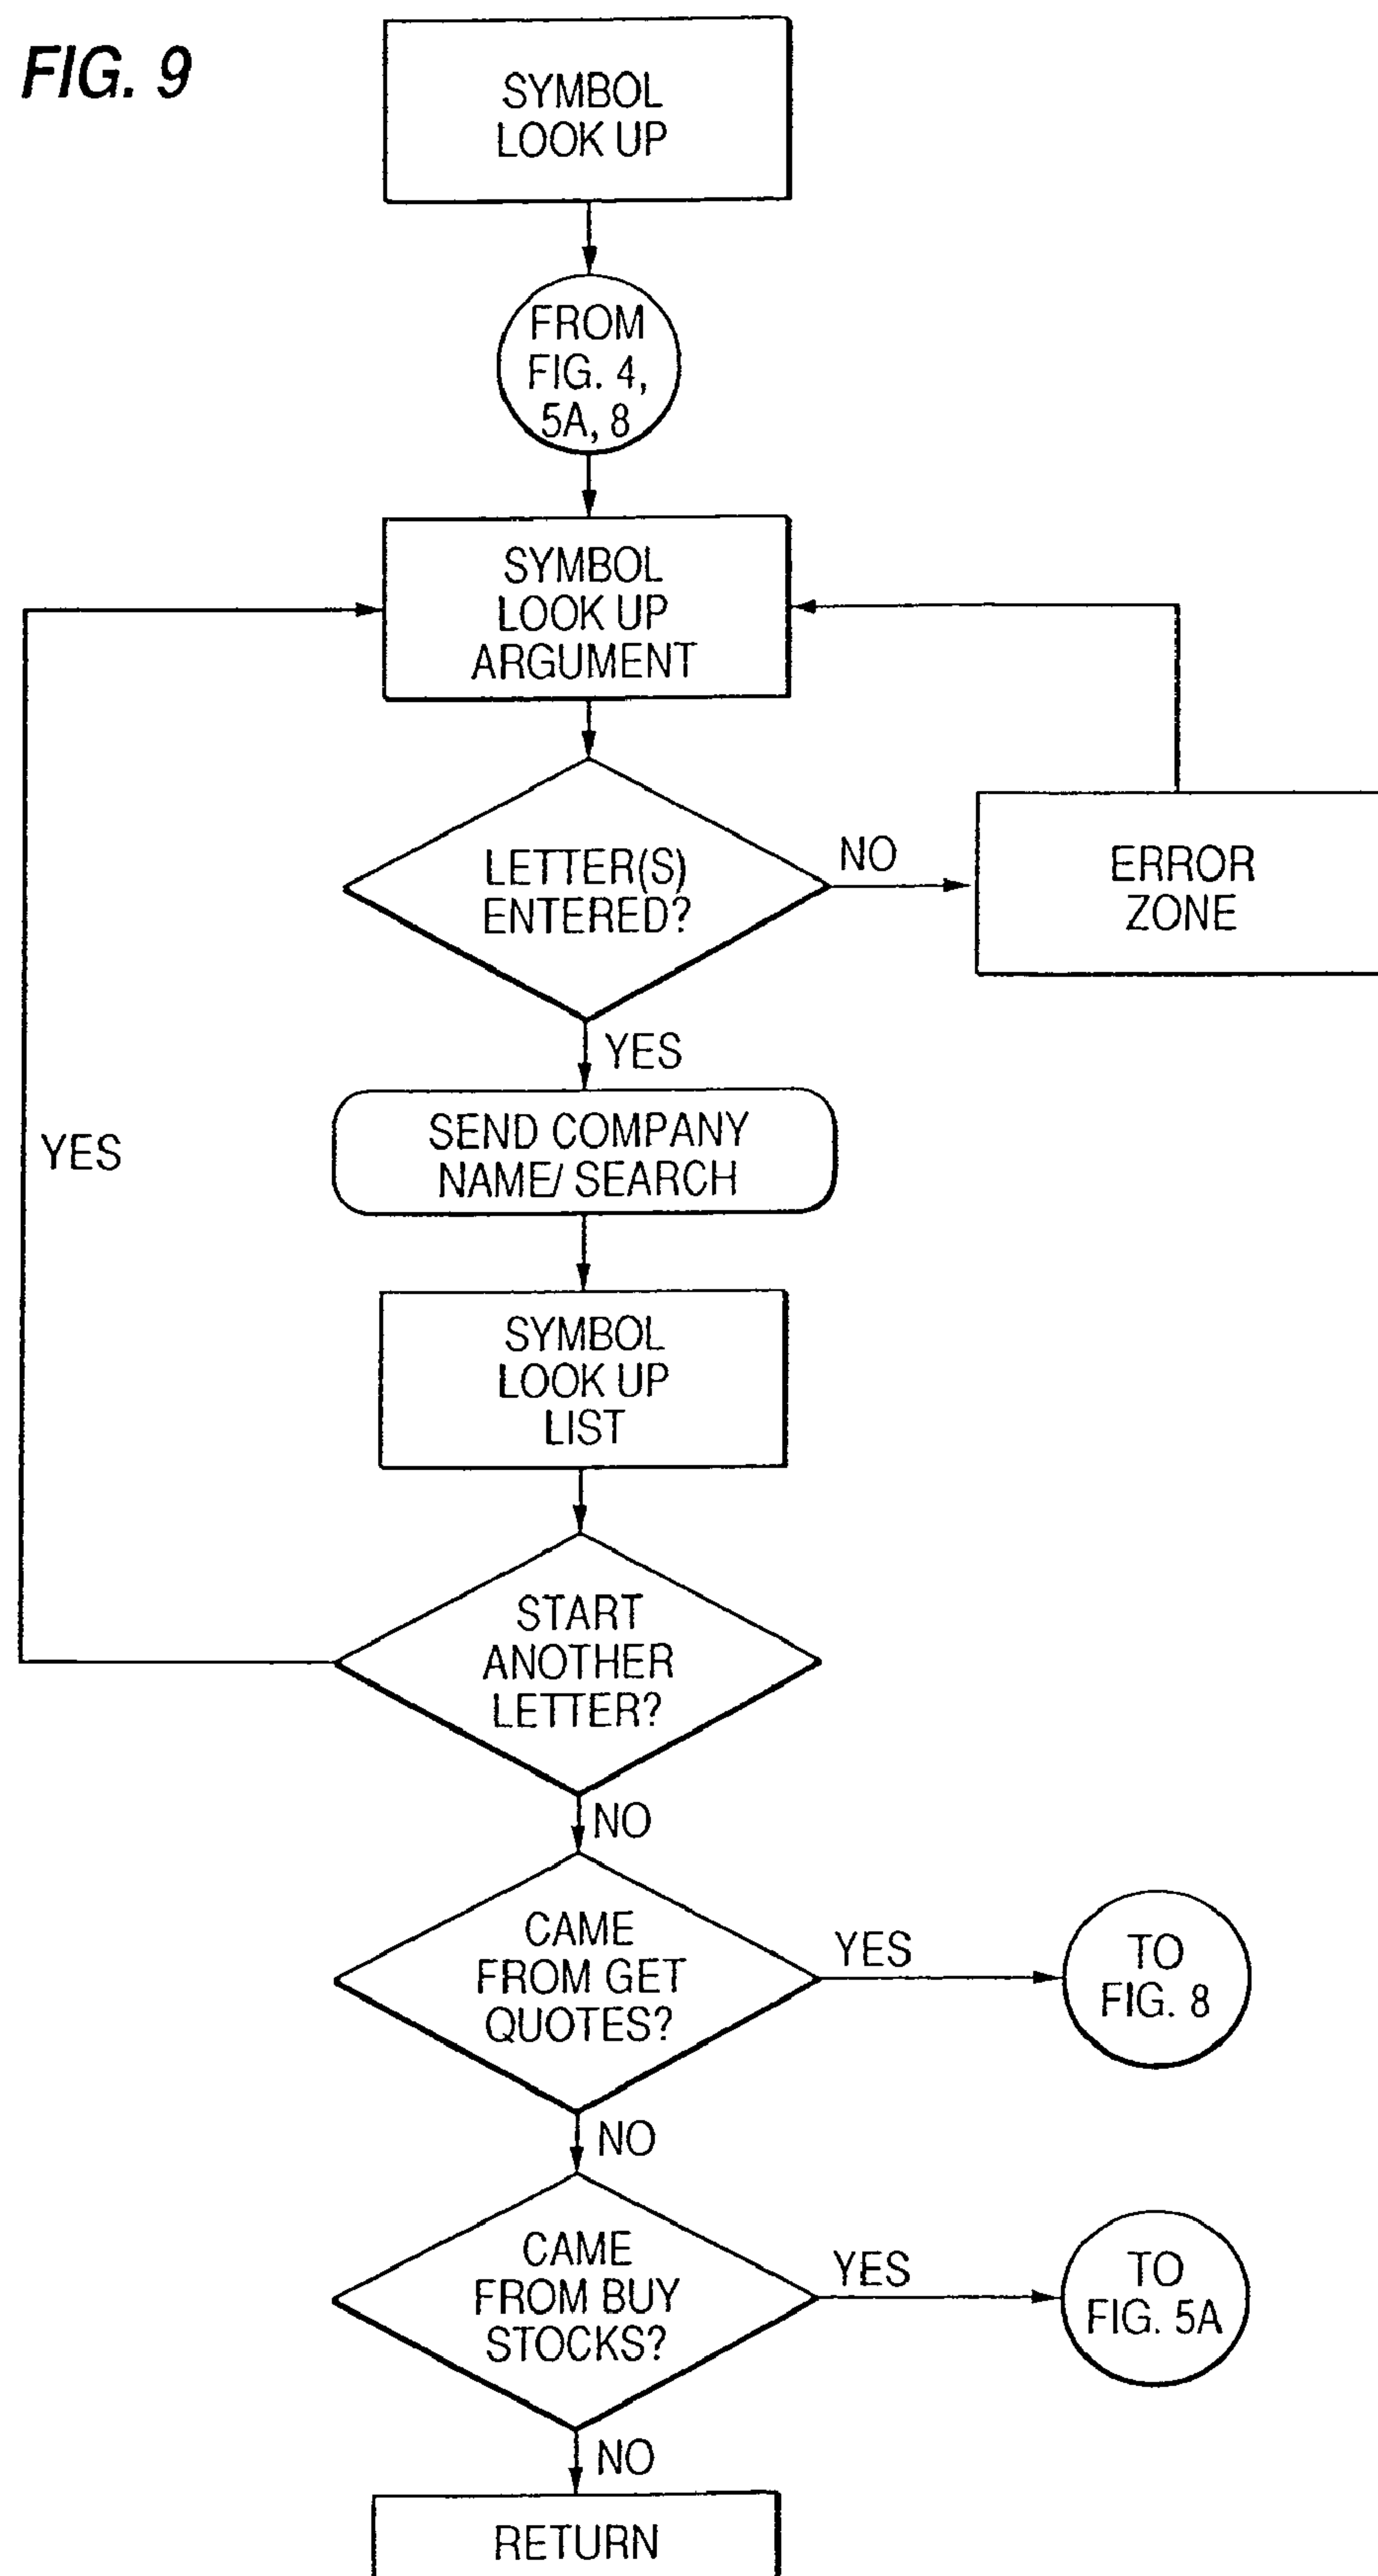 FIG. 9
SYMBOL
LOOK UP
FROM
FIG. 4,
5A, 8
SYMBOL
LOOK UP
ARGUMENT
LETTER(S)
ENTERED?
NO
ERROR
ZONE
YES
SEND COMPANY
NAME/ SEARCH
YES
SYMBOL
LOOK UP
LIST
START
ANOTHER
LETTER?
NO
CAME
FROM GET
QUOTES?
YES
TO
FIG. 8
NO
CAME
FROM BUY
STOCKS?
YES
TO
FIG. 5A
NO
RETURN